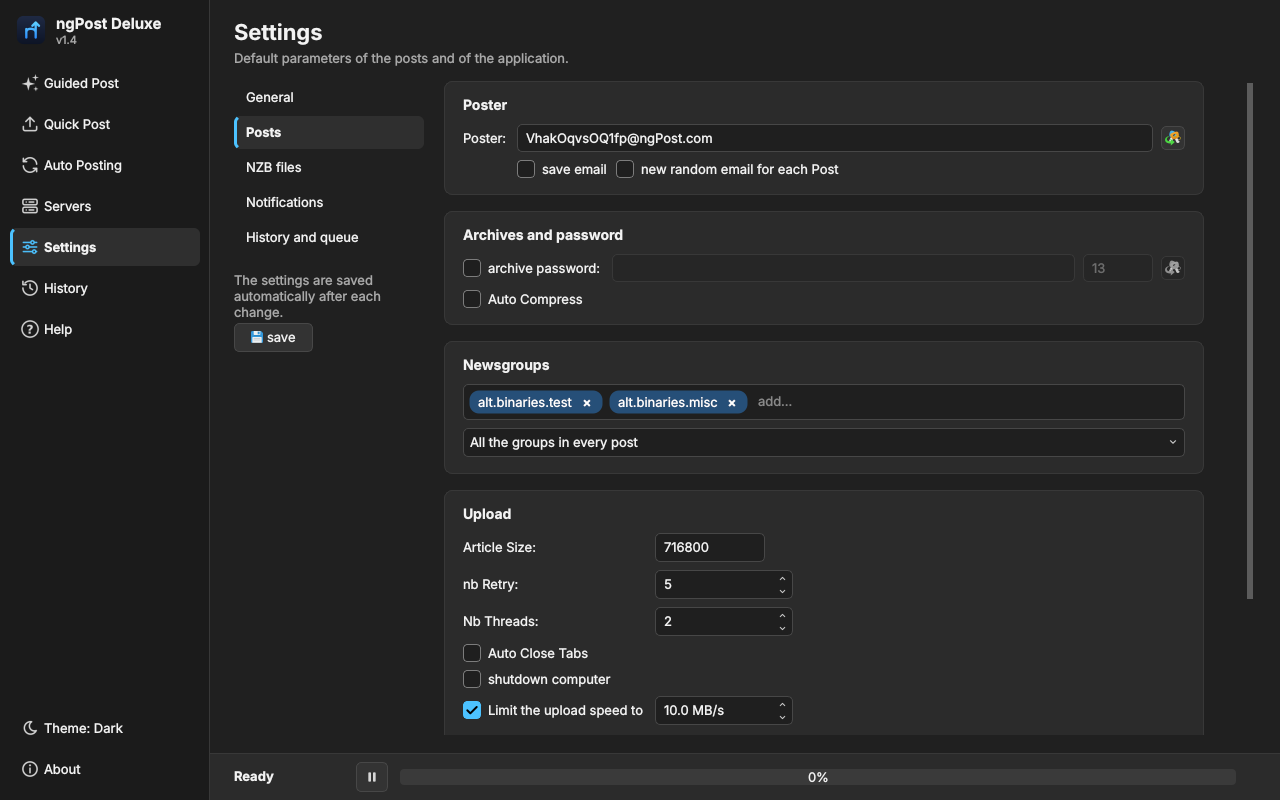 ngPost Deluxe
v1.4
Guided Post
Quick Post
Auto Posting
Servers
Settings
History
Help
Theme: Dark
About
Settings
Default parameters of the posts and of the application.
General
Posts
NZB files
Notifications
History and queue
The settings are saved
automatically after each
change.
save
Poster
Poster: VhakOqvsOQ1fp@ngPost.com
save email new random email for each Post
Archives and password
archive password: 13
Auto Compress
Newsgroups
alt.binaries.test × alt.binaries.misc × add...
All the groups in every post
Upload
Article Size: 716800
nb Retry: 5
Nb Threads: 2
Auto Close Tabs
shutdown computer
Limit the upload speed to 10.0 MB/s
Ready 0%